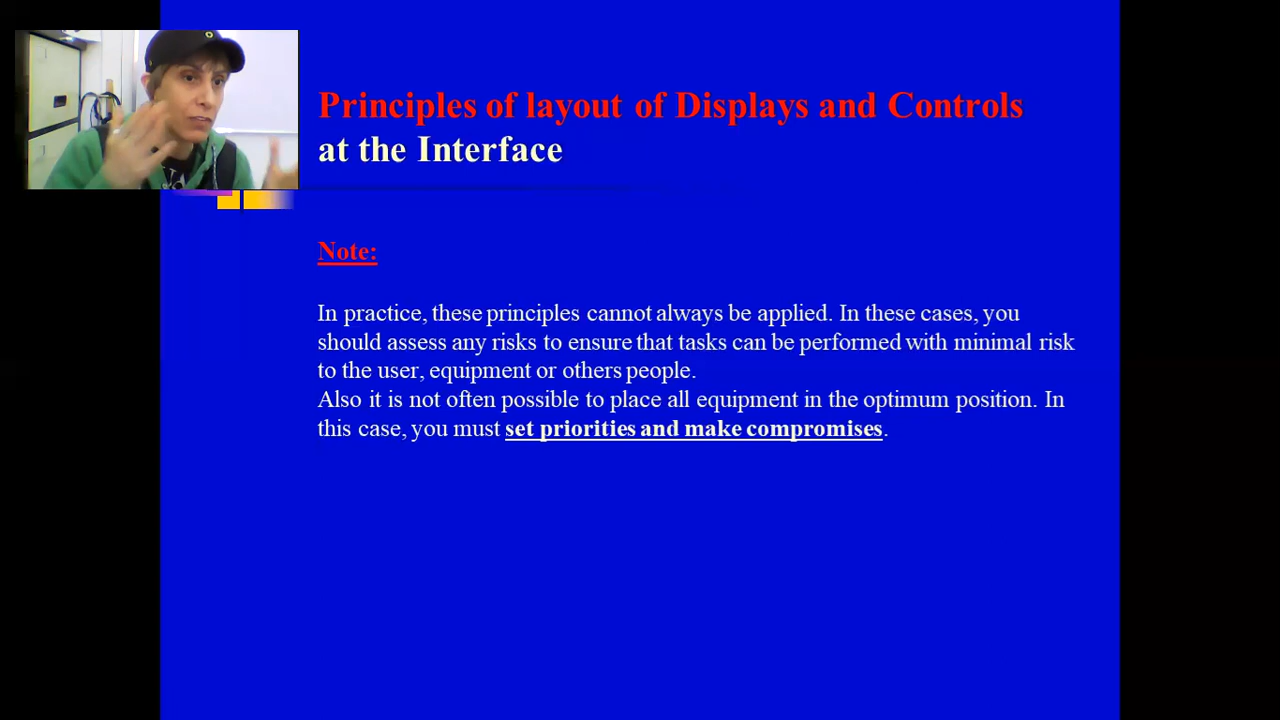 Principles of layout of Displays and Controls
at the Interface
Note:
In practice, these principles cannot always be applied. In these cases, you
should assess any risks to ensure that tasks can be performed with minimal risk
to the user, equipment or others people.
Also it is not often possible to place all equipment in the optimum position. In
this case, you must set priorities and make compromises.